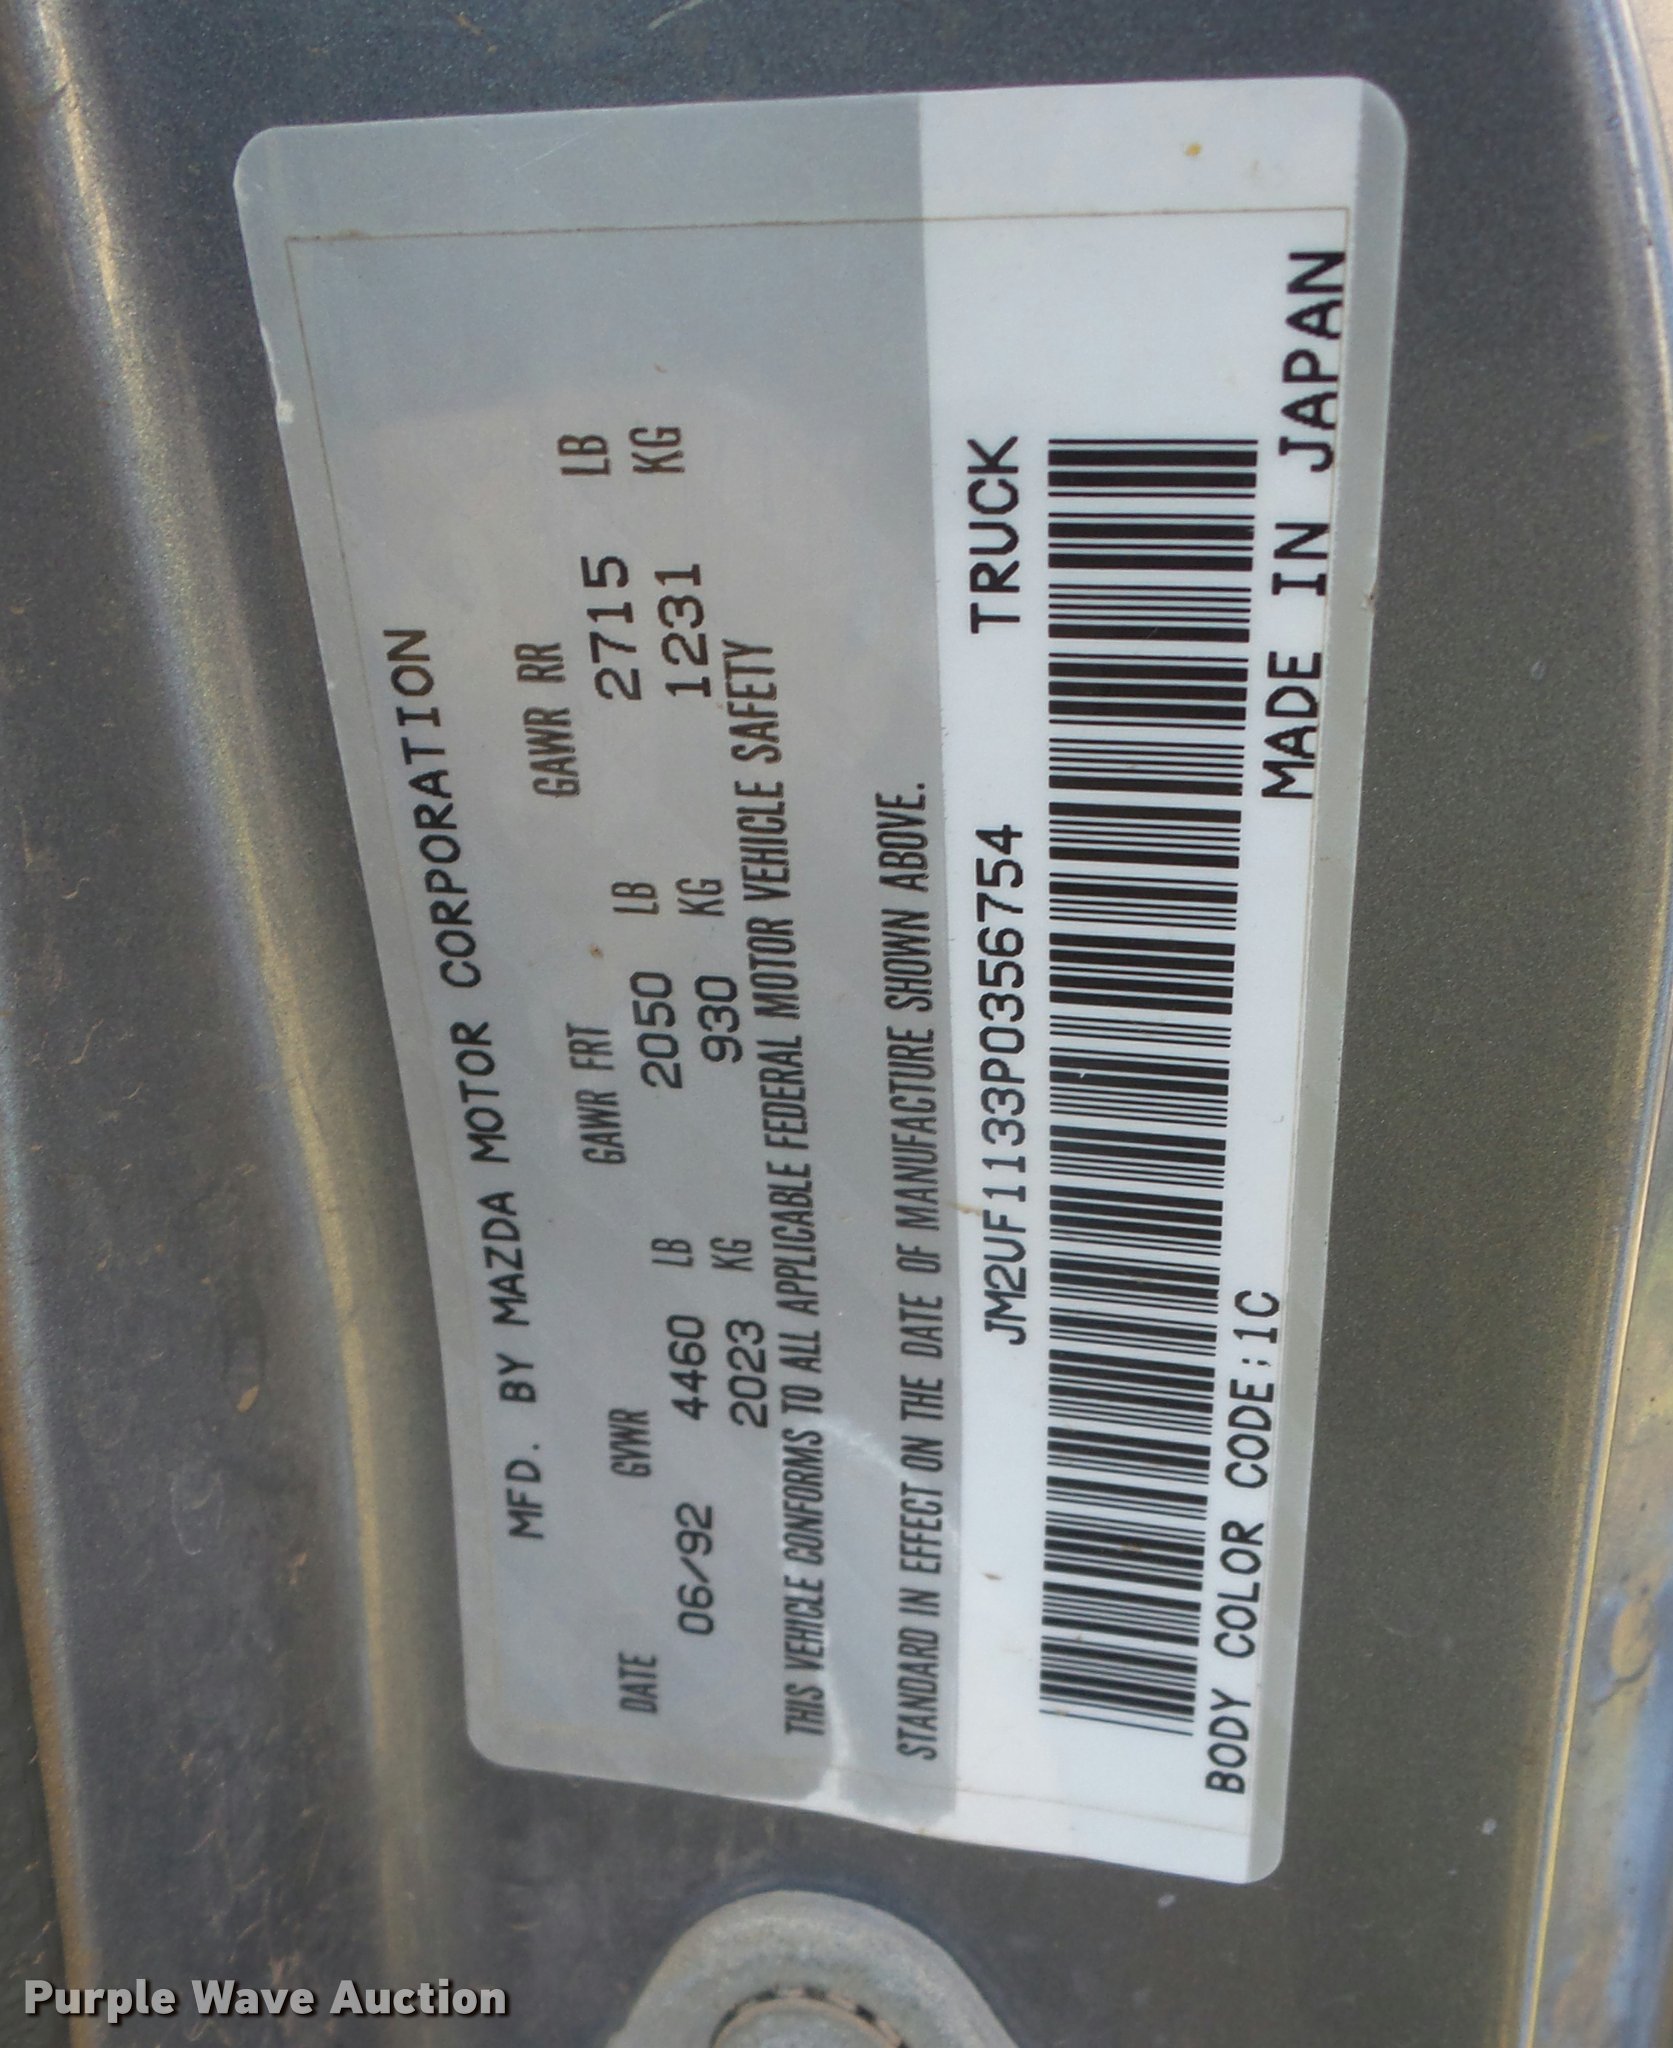 MFD. BY MAZDA MOTOR CORPORATION
DATE GVWR GAWR FRT GAWR RR
06/92 4460 LB 2050 LB 2715 LB
2023 KG 930 KG 1231 KG
THIS VEHICLE CONFORMS TO ALL APPLICABLE FEDERAL MOTOR VEHICLE SAFETY
STANDARD IN EFFECT ON THE DATE OF MANUFACTURE SHOWN ABOVE.
JM2UF1133P0356754 TRUCK
BODY COLOR CODE:1C MADE IN JAPAN
Purple Wave Auction